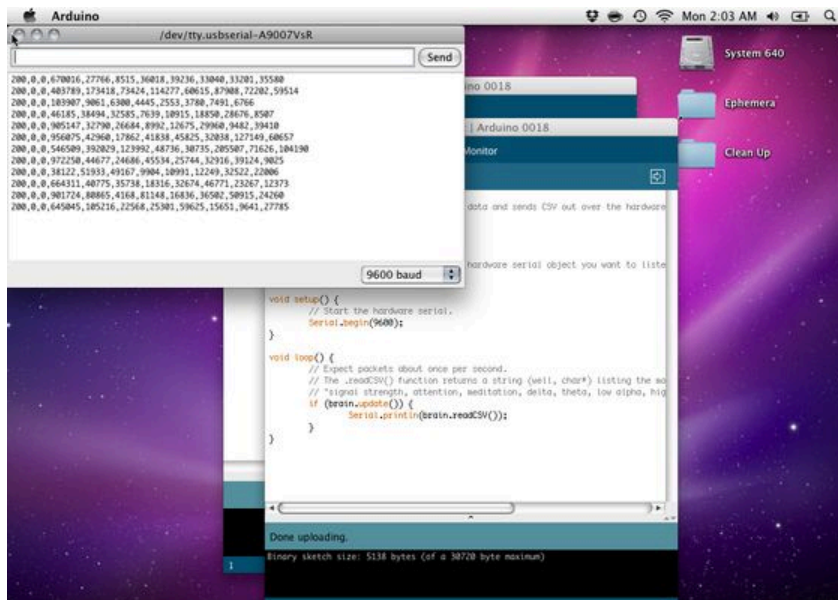 Arduino
Mon 2:03 AM
/dev/tty.usbserial-A9007VsR
Send
200,0,0,670016,27766,8515,36018,39236,33040,33201,35580
200,0,0,403789,173418,73424,114277,60615,87908,72202,59514
200,0,0,103907,9061,6300,4445,2553,3780,7491,6766
200,0,0,46185,38494,32585,7639,10915,18850,28676,8507
200,0,0,905147,32790,26684,8992,12675,29960,9482,39410
200,0,0,956075,42960,17862,41838,45825,32038,127149,60657
200,0,0,546509,392029,123992,48736,30735,205507,71626,104190
200,0,0,972250,44677,24686,45534,25744,32916,39124,9025
200,0,0,38122,51933,49167,9904,10991,12249,32522,22006
200,0,0,664311,40775,35738,18316,32674,46771,23267,12373
200,0,0,901724,80865,4168,81148,16836,36502,50915,24260
200,0,0,645045,105216,22568,25301,59625,15651,9641,27785
9600 baud
System 640
Ephemera
Clean Up
ino 0018
| Arduino 0018
Monitor
data and sends CSV out over the hardware
hardware serial object you want to liste
void setup() {
// Start the hardware serial.
Serial.begin(9600);
}
void loop() {
// Expect packets about once per second.
// The .readCSV() function returns a string (well, char*) listing the mo
// "signal strength, attention, meditation, delta, theta, low alpha, hig
if (brain.update()) {
Serial.println(brain.readCSV());
}
}
Done uploading.
Binary sketch size: 5138 bytes (of a 30720 byte maximum)
1